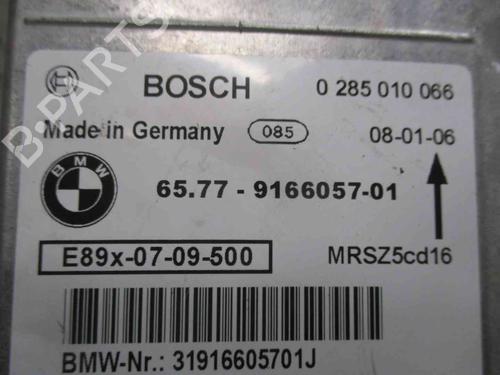 BOSCH 0 285 010 066
Made in Germany 085 08-01-06
BMW 65.77 - 9166057-01
E89x-07-09-500 MRSZ5cd16
BMW-Nr.: 31916605701J
B-PARTS